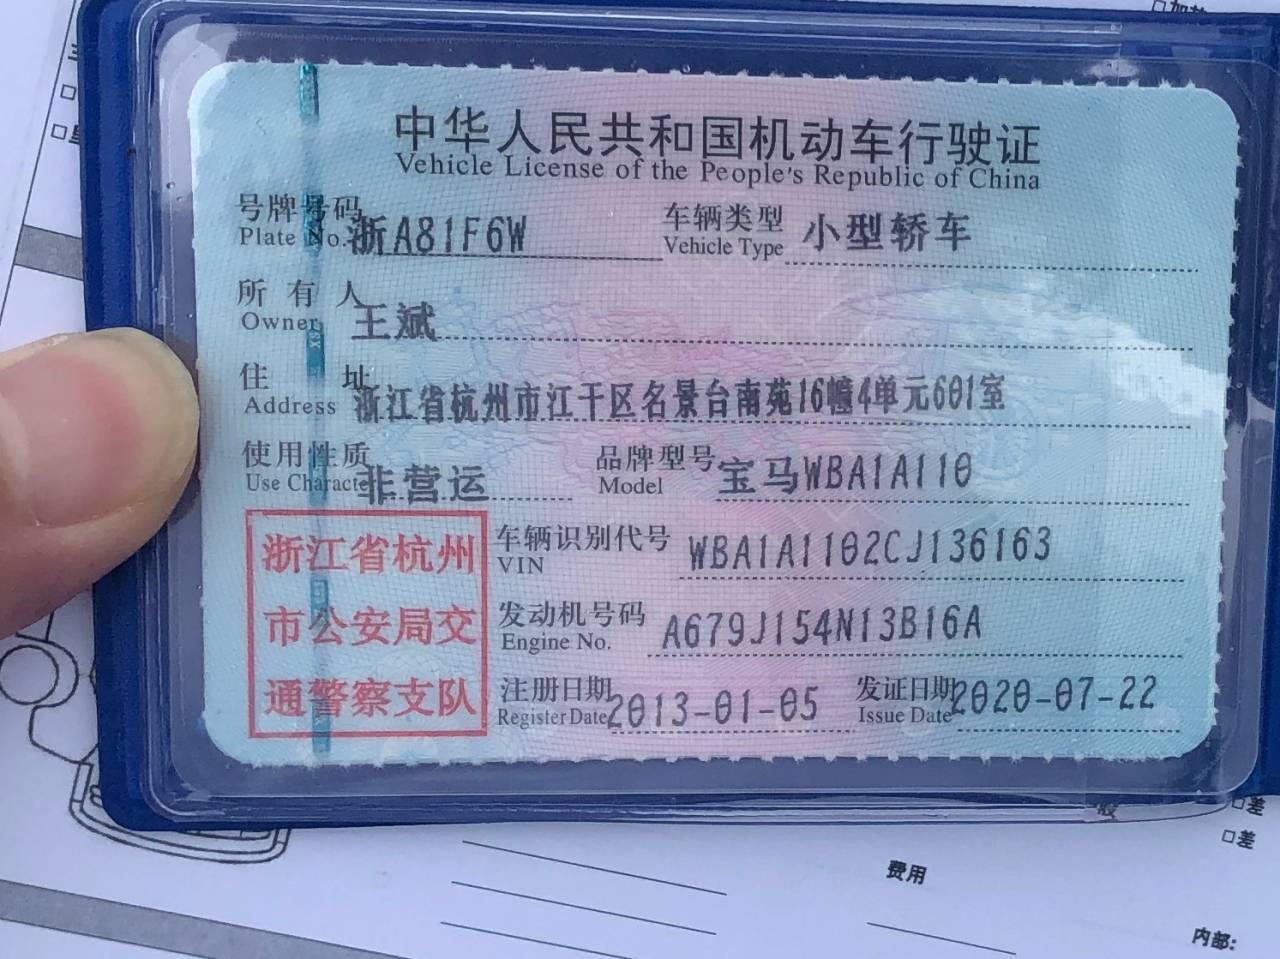 中华人民共和国机动车行驶证
Vehicle License of the People's Republic of China
号牌号码 浙A81F6W 车辆类型 小型轿车
Plate No. Vehicle Type
所有人 王斌
Owner
住址 浙江省杭州市江干区名景台南苑16幢4单元601室
Address
使用性质 非营运 品牌型号 宝马WBA1A110
Use Characte Model
浙江省杭州
市公安局交
通警察支队
车辆识别代号 WBA1A1102CJ136163
VIN
发动机号码 A679J154N13B16A
Engine No.
注册日期 2013-01-05 发证日期 2020-07-22
Register Date Issue Date
□差
□差
费用
内部: